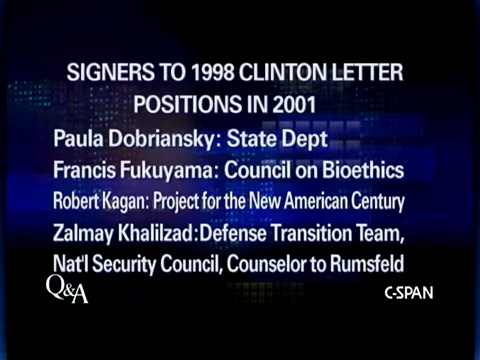 SIGNERS TO 1998 CLINTON LETTER
POSITIONS IN 2001
Paula Dobriansky: State Dept
Francis Fukuyama: Council on Bioethics
Robert Kagan: Project for the New American Century
Zalmay Khalilzad:Defense Transition Team,
Nat'l Security Council, Counselor to Rumsfeld
Q&A
C-SPAN